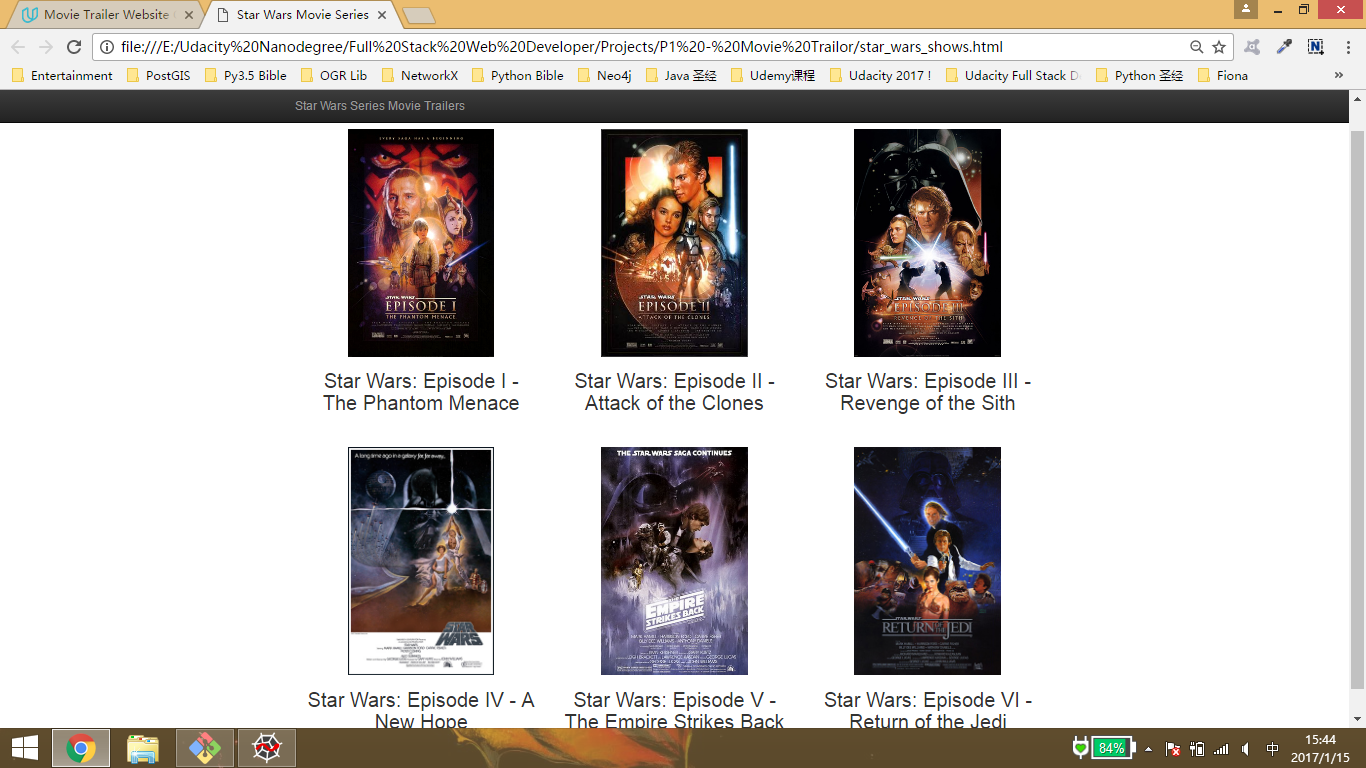 Movie Trailer Website
Star Wars Movie Series
file:///E:/Udacity%20Nanodegree/Full%20Stack%20Web%20Developer/Projects/P1%20-%20Movie%20Trailor/star_wars_shows.html
Entertainment PostGIS Py3.5 Bible OGR Lib NetworkX Python Bible Neo4j Java 圣经 Udemy课程 Udacity 2017 ! Udacity Full Stack D Python 圣经 Fiona »
Star Wars Series Movie Trailers
EVERY SAGA HAS A BEGINNING
STAR WARS
EPISODE I
THE PHANTOM MENACE
STAR WARS
EPISODE II
ATTACK OF THE CLONES
STAR WARS
EPISODE III
REVENGE OF THE SITH
Star Wars: Episode I -
The Phantom Menace
Star Wars: Episode II -
Attack of the Clones
Star Wars: Episode III -
Revenge of the Sith
A long time ago in a galaxy far, far away...
STAR
WARS
THE STAR WARS SAGA CONTINUES
THE
EMPIRE
STRIKES BACK
STAR WARS
RETURN OF THE JEDI
Star Wars: Episode IV - A
New Hope
Star Wars: Episode V -
The Empire Strikes Back
Star Wars: Episode VI -
Return of the Jedi
84%
中
15:44
2017/1/15